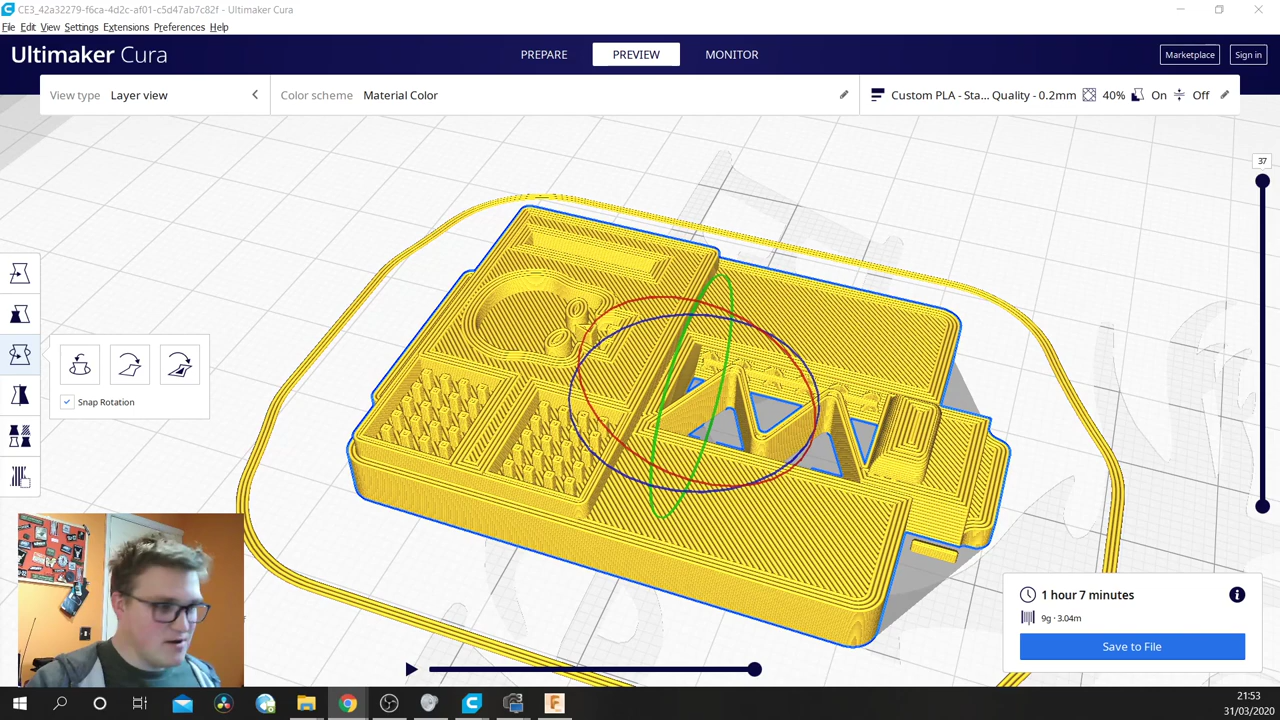 CE3_42a32279-f6ca-4d2c-af01-c5d47ab7c82f - Ultimaker Cura
File Edit View Settings Extensions Preferences Help
Ultimaker Cura
PREPARE
PREVIEW
MONITOR
Marketplace
Sign in
View type Layer view
Color scheme Material Color
Custom PLA - Sta... Quality - 0.2mm 40% On Off
37
Snap Rotation
1 hour 7 minutes
9g · 3.04m
Save to File
21:53
31/03/2020